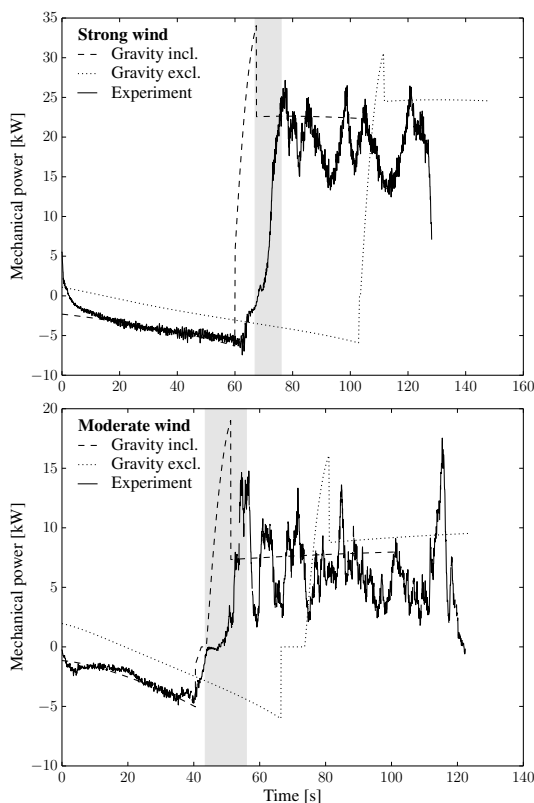 35
30
25
20
15
10
5
0
−5
−10
Mechanical power [kW]
Strong wind
Gravity incl.
Gravity excl.
Experiment
0 20 40 60 80 100 120 140 160
20
15
10
5
0
−5
−10
Mechanical power [kW]
Moderate wind
Gravity incl.
Gravity excl.
Experiment
0 20 40 60 80 100 120 140
Time [s]